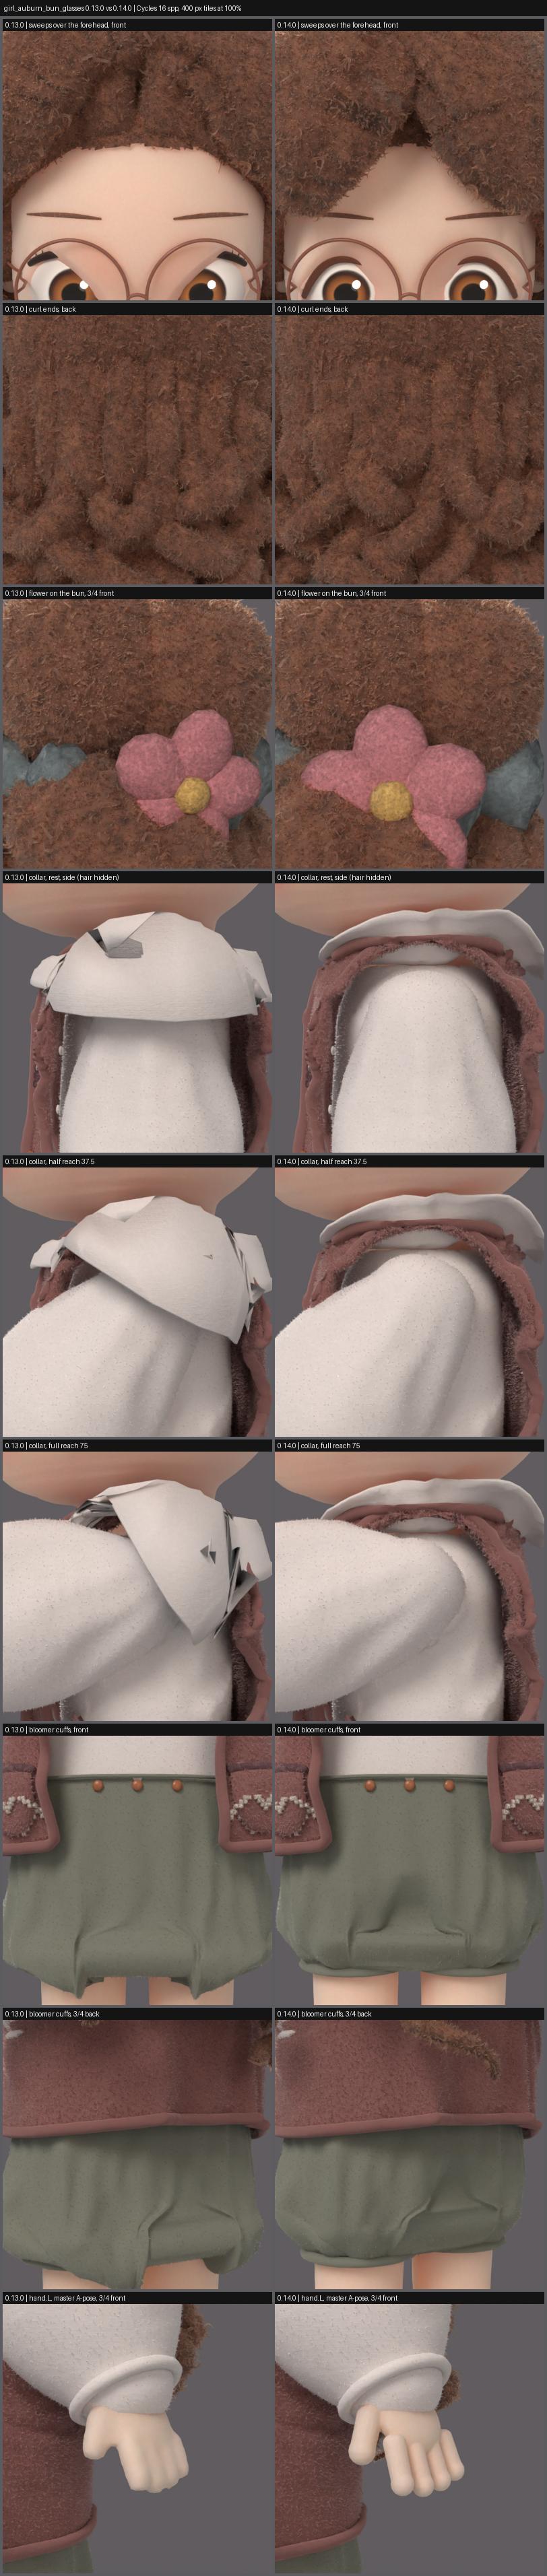 girl_auburn_bun_glasses 0.13.0 vs 0.14.0 | Cycles 16 spp, 400 px tiles at 100%
0.13.0 | sweeps over the forehead, front
0.14.0 | sweeps over the forehead, front
0.13.0 | curl ends, back
0.14.0 | curl ends, back
0.13.0 | flower on the bun, 3/4 front
0.14.0 | flower on the bun, 3/4 front
0.13.0 | collar, rest, side (hair hidden)
0.14.0 | collar, rest, side (hair hidden)
0.13.0 | collar, half reach 37.5
0.14.0 | collar, half reach 37.5
0.13.0 | collar, full reach 75
0.14.0 | collar, full reach 75
0.13.0 | bloomer cuffs, front
0.14.0 | bloomer cuffs, front
0.13.0 | bloomer cuffs, 3/4 back
0.14.0 | bloomer cuffs, 3/4 back
0.13.0 | hand.L, master A-pose, 3/4 front
0.14.0 | hand.L, master A-pose, 3/4 front